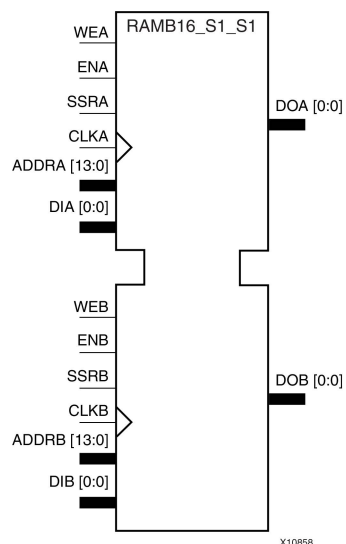 RAMB16_S1_S1
WEA
ENA
SSRA
CLKA
ADDRA [13:0]
DIA [0:0]
DOA [0:0]
WEB
ENB
SSRB
CLKB
ADDRB [13:0]
DIB [0:0]
DOB [0:0]
X10858